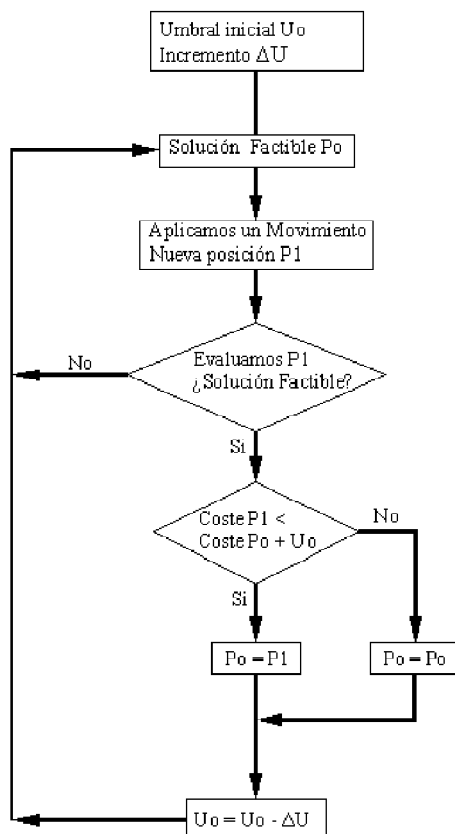 Umbral inicial Uo
Incremento ΔU
Solución Factible Po
Aplicamos un Movimiento
Nueva posición P1
Evaluamos P1
¿Solución Factible?
No
Si
Coste P1 <
Coste Po + Uo
No
Si
Po = P1
Po = Po
Uo = Uo - ΔU